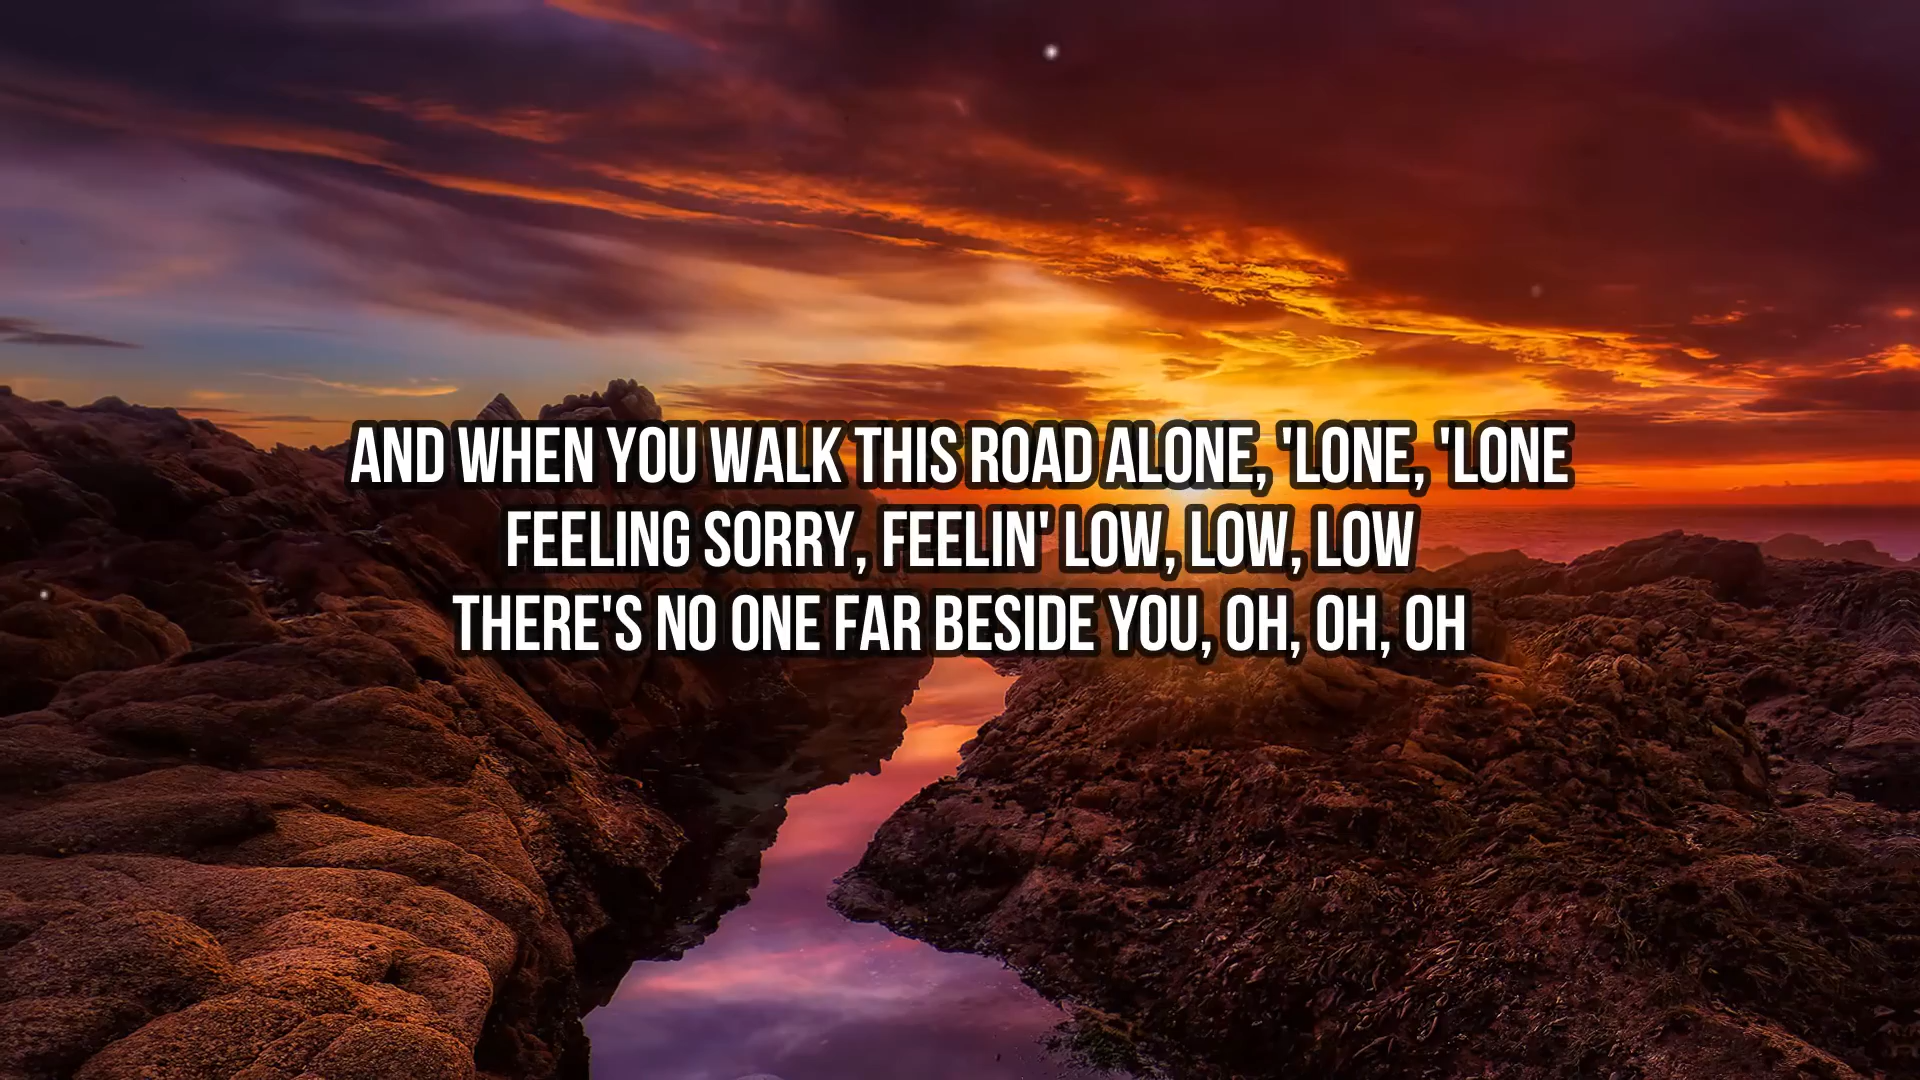 AND WHEN YOU WALK THIS ROAD ALONE, 'LONE, 'LONE
FEELING SORRY, FEELIN' LOW, LOW, LOW
THERE'S NO ONE FAR BESIDE YOU, OH, OH, OH